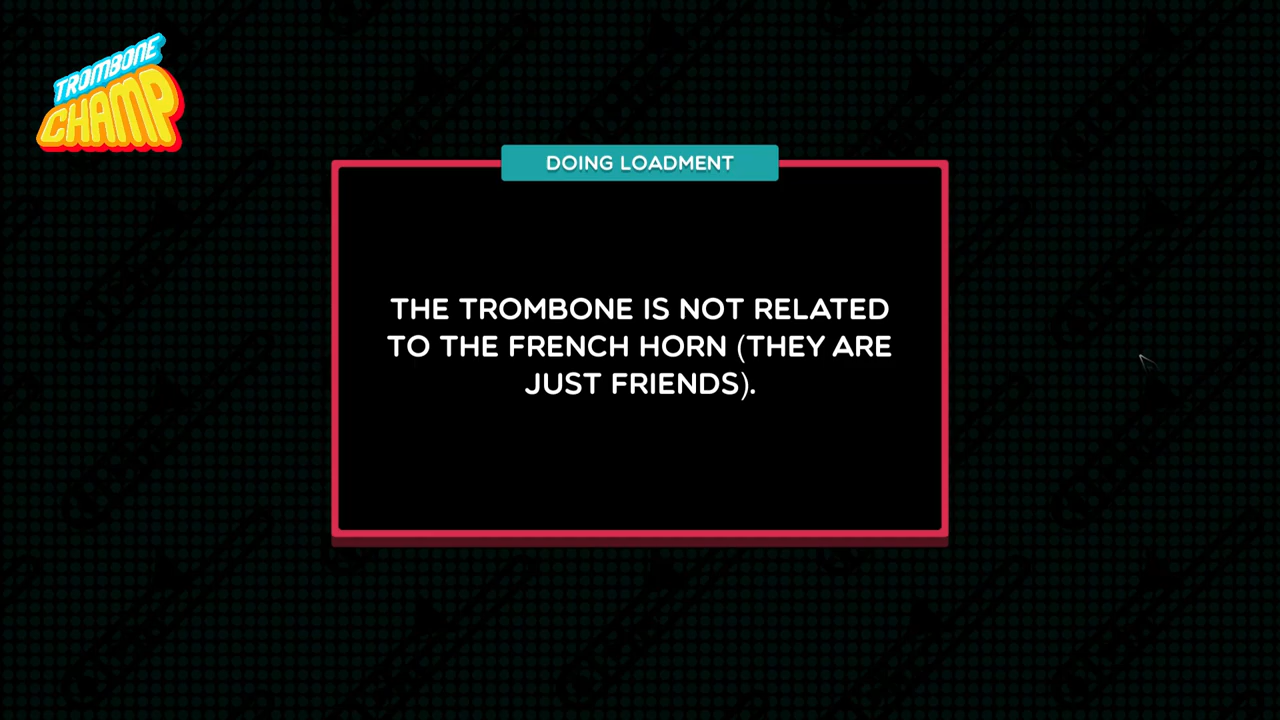 TROMBONE
CHAMP
DOING LOADMENT
THE TROMBONE IS NOT RELATED
TO THE FRENCH HORN (THEY ARE
JUST FRIENDS).